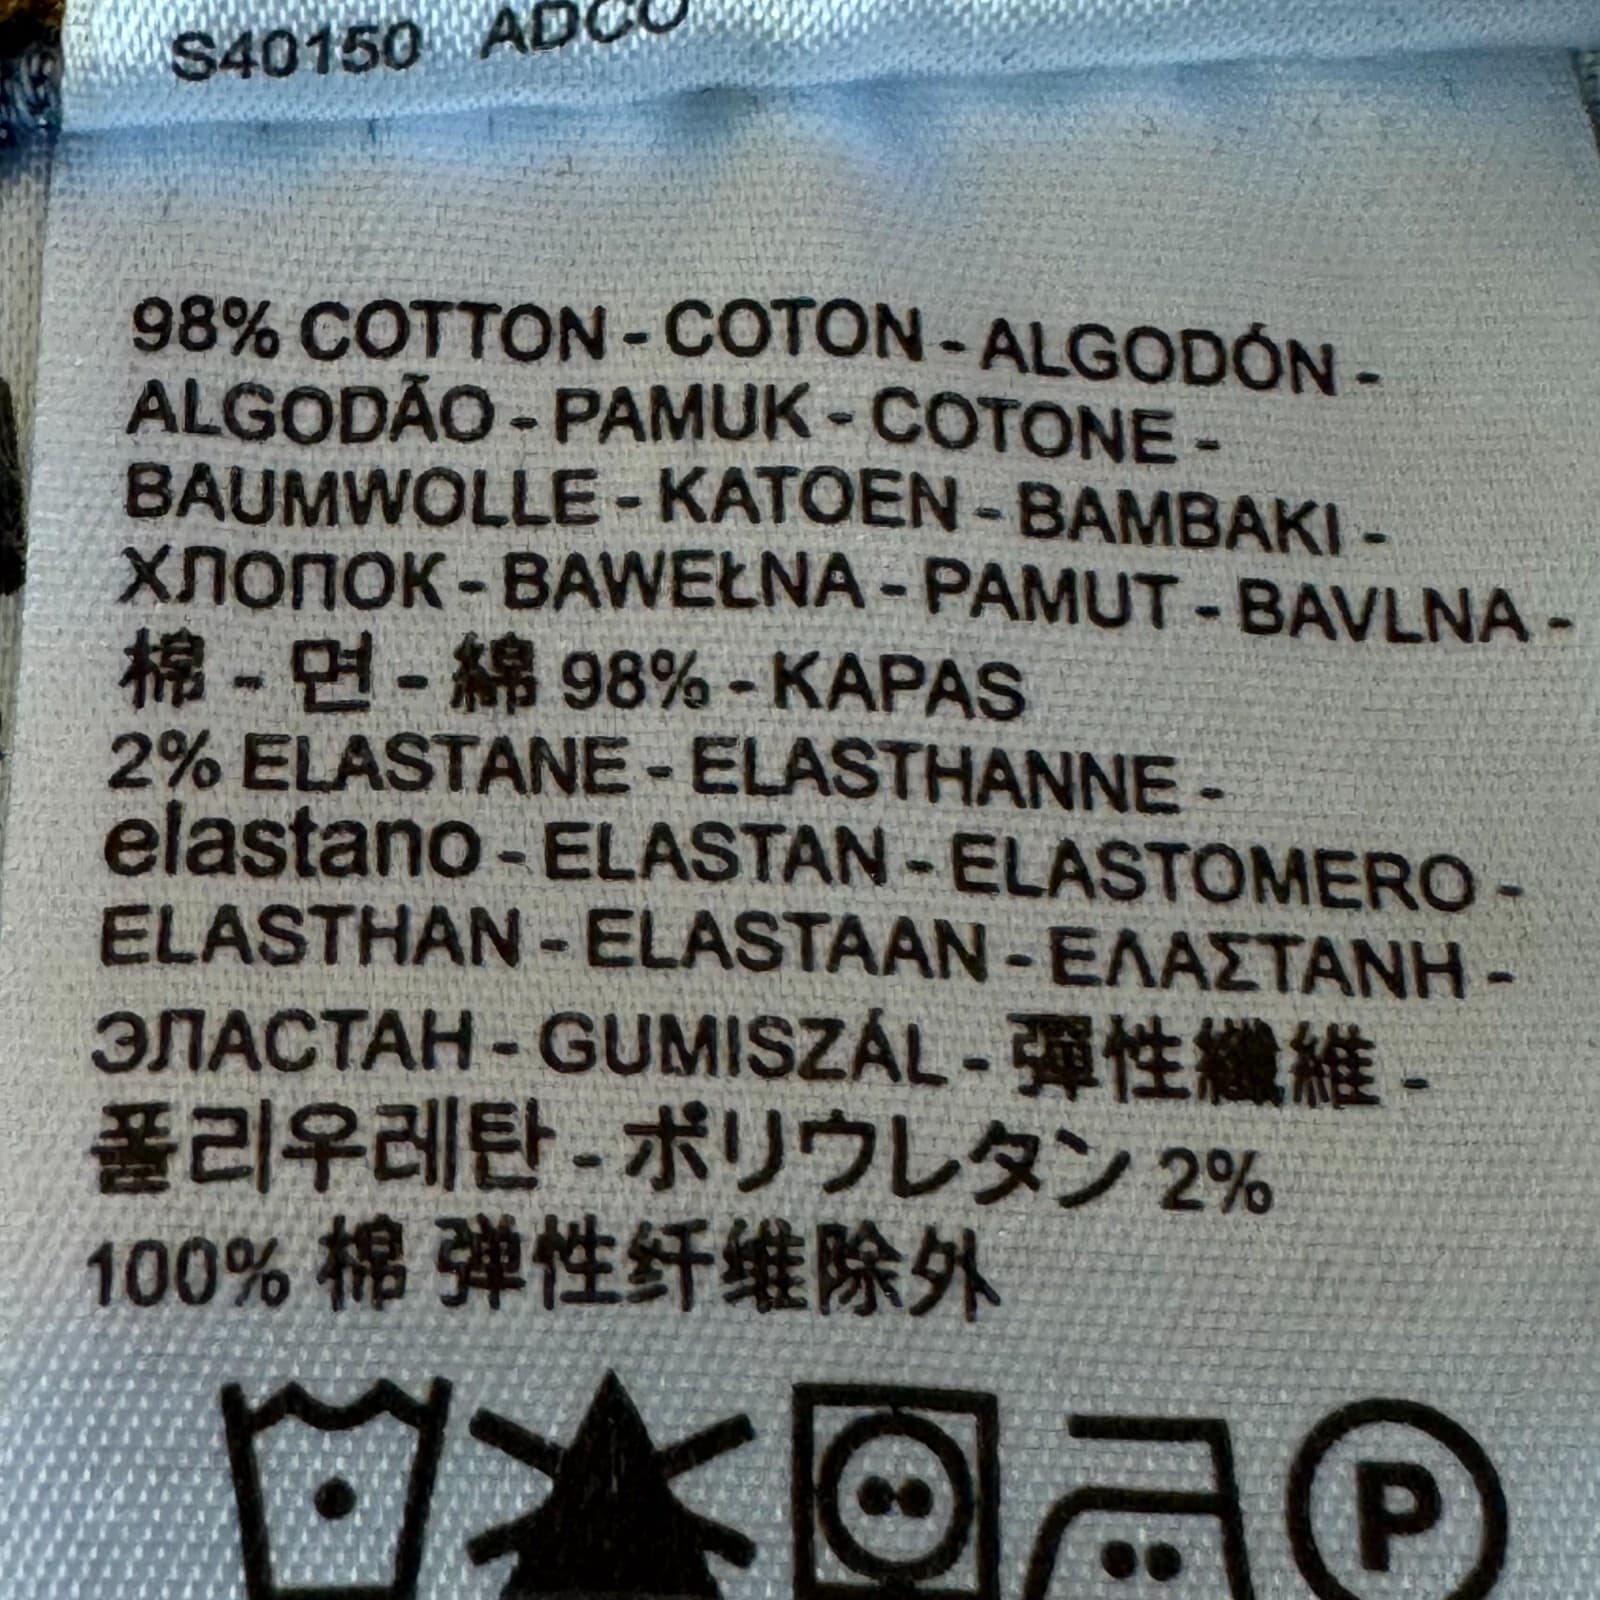 S40150 ADCO
98% COTTON - COTON - ALGODÓN -
ALGODÃO - PAMUK - COTONE -
BAUMWOLLE - KATOEN - BAMBAKI -
ХЛОПОК - BAWEŁNA - PAMUT - BAVLNA -
棉 - 면 - 綿 98% - KAPAS
2% ELASTANE - ELASTHANNE -
elastano - ELASTAN - ELASTOMERO -
ELASTHAN - ELASTAAN - ΕΛΑΣΤΑΝΗ -
ЭЛАСТАН - GUMISZÁL - 彈性纖維 -
폴리우레탄 - ポリウレタン 2%
100% 棉 弹性纤维除外
P